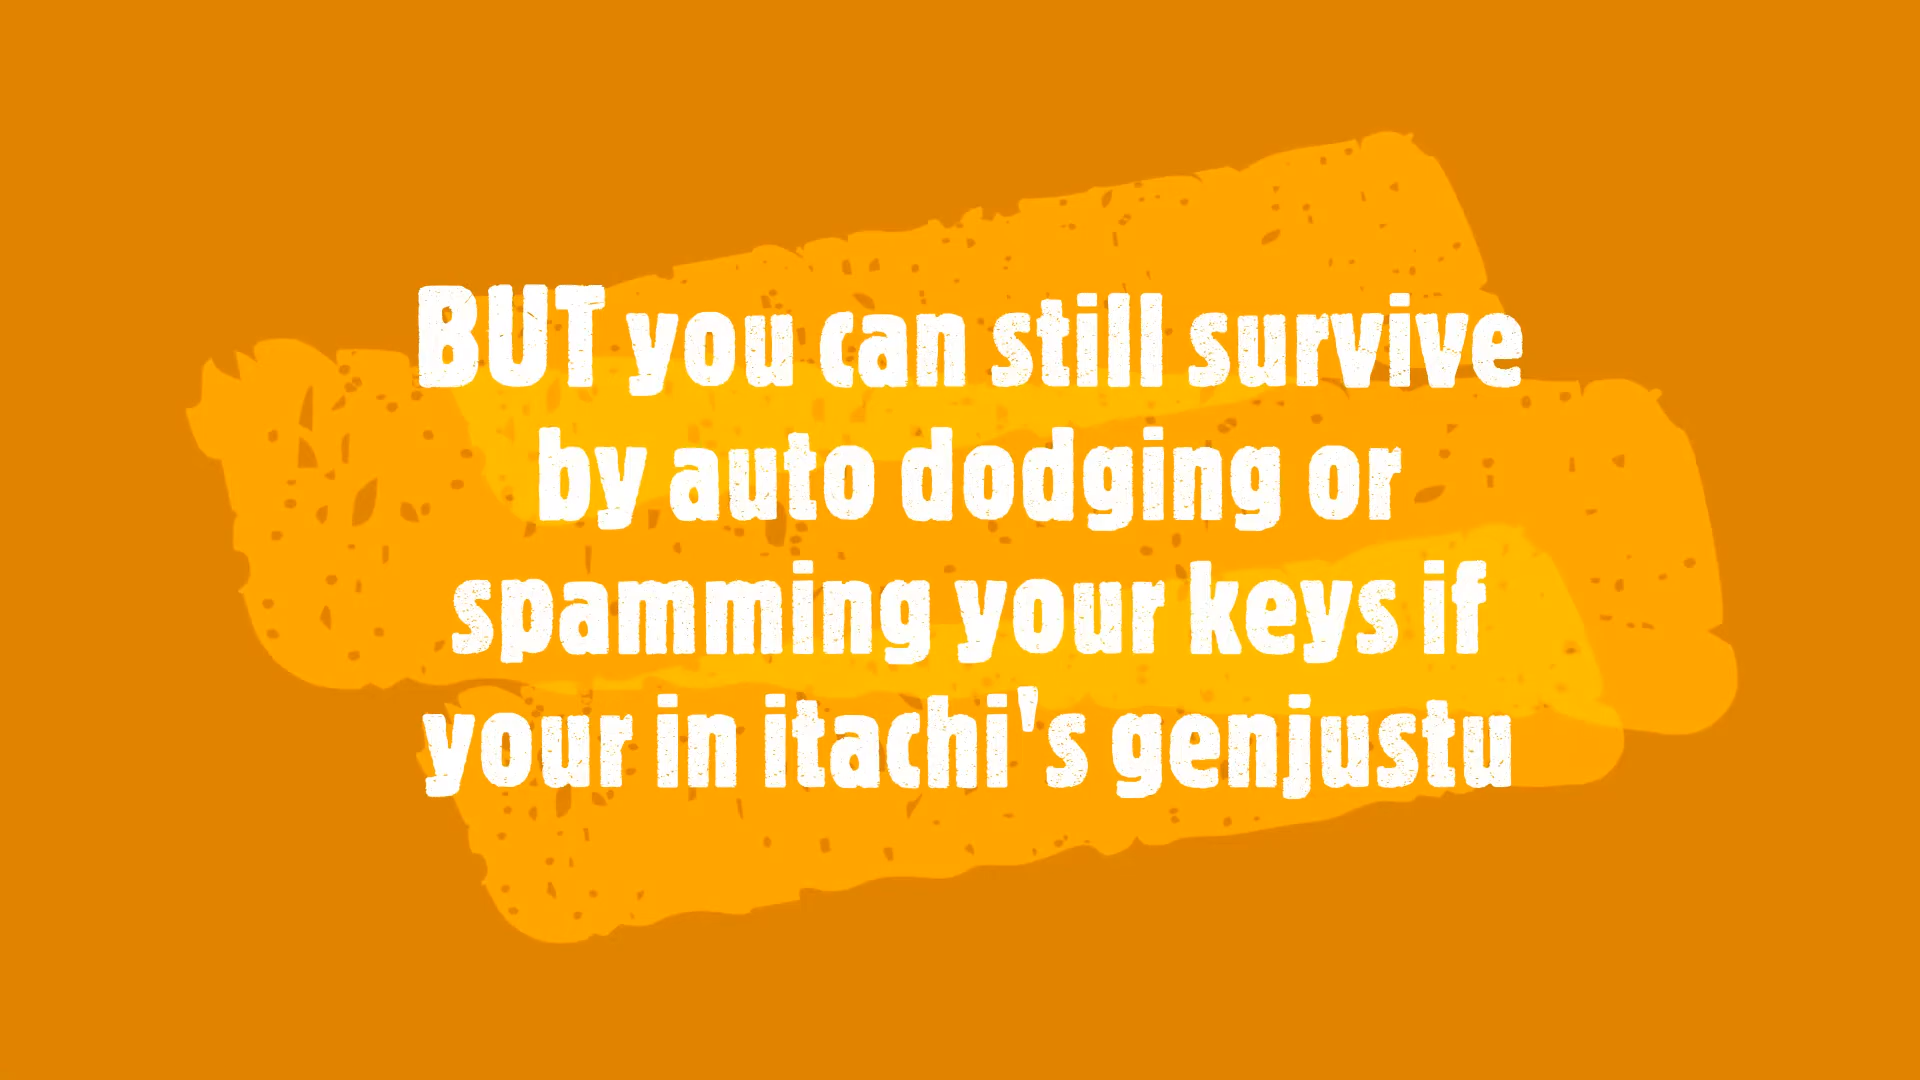 BUT you can still survive
by auto dodging or
spamming your keys if
your in itachi's genjustu